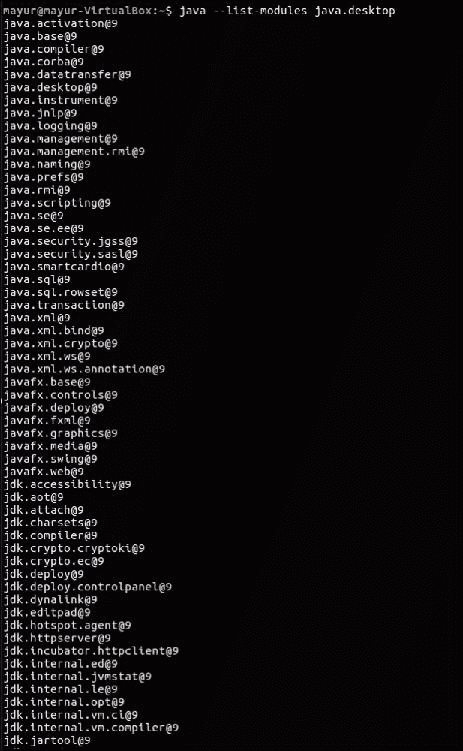 mayur@mayur-VirtualBox:~$ java --list-modules java.desktop
java.activation@9
java.base@9
java.compiler@9
java.corba@9
java.datatransfer@9
java.desktop@9
java.instrument@9
java.jnlp@9
java.logging@9
java.management@9
java.management.rmi@9
java.naming@9
java.prefs@9
java.rmi@9
java.scripting@9
java.se@9
java.se.ee@9
java.security.jgss@9
java.security.sasl@9
java.smartcardio@9
java.sql@9
java.sql.rowset@9
java.transaction@9
java.xml@9
java.xml.bind@9
java.xml.crypto@9
java.xml.ws@9
java.xml.ws.annotation@9
javafx.base@9
javafx.controls@9
javafx.deploy@9
javafx.fxml@9
javafx.graphics@9
javafx.media@9
javafx.swing@9
javafx.web@9
jdk.accessibility@9
jdk.aot@9
jdk.attach@9
jdk.charsets@9
jdk.compiler@9
jdk.crypto.cryptoki@9
jdk.crypto.ec@9
jdk.deploy@9
jdk.deploy.controlpanel@9
jdk.dynalink@9
jdk.editpad@9
jdk.hotspot.agent@9
jdk.httpserver@9
jdk.incubator.httpclient@9
jdk.internal.ed@9
jdk.internal.jvmstat@9
jdk.internal.le@9
jdk.internal.opt@9
jdk.internal.vm.ci@9
jdk.internal.vm.compiler@9
jdk.jartool@9